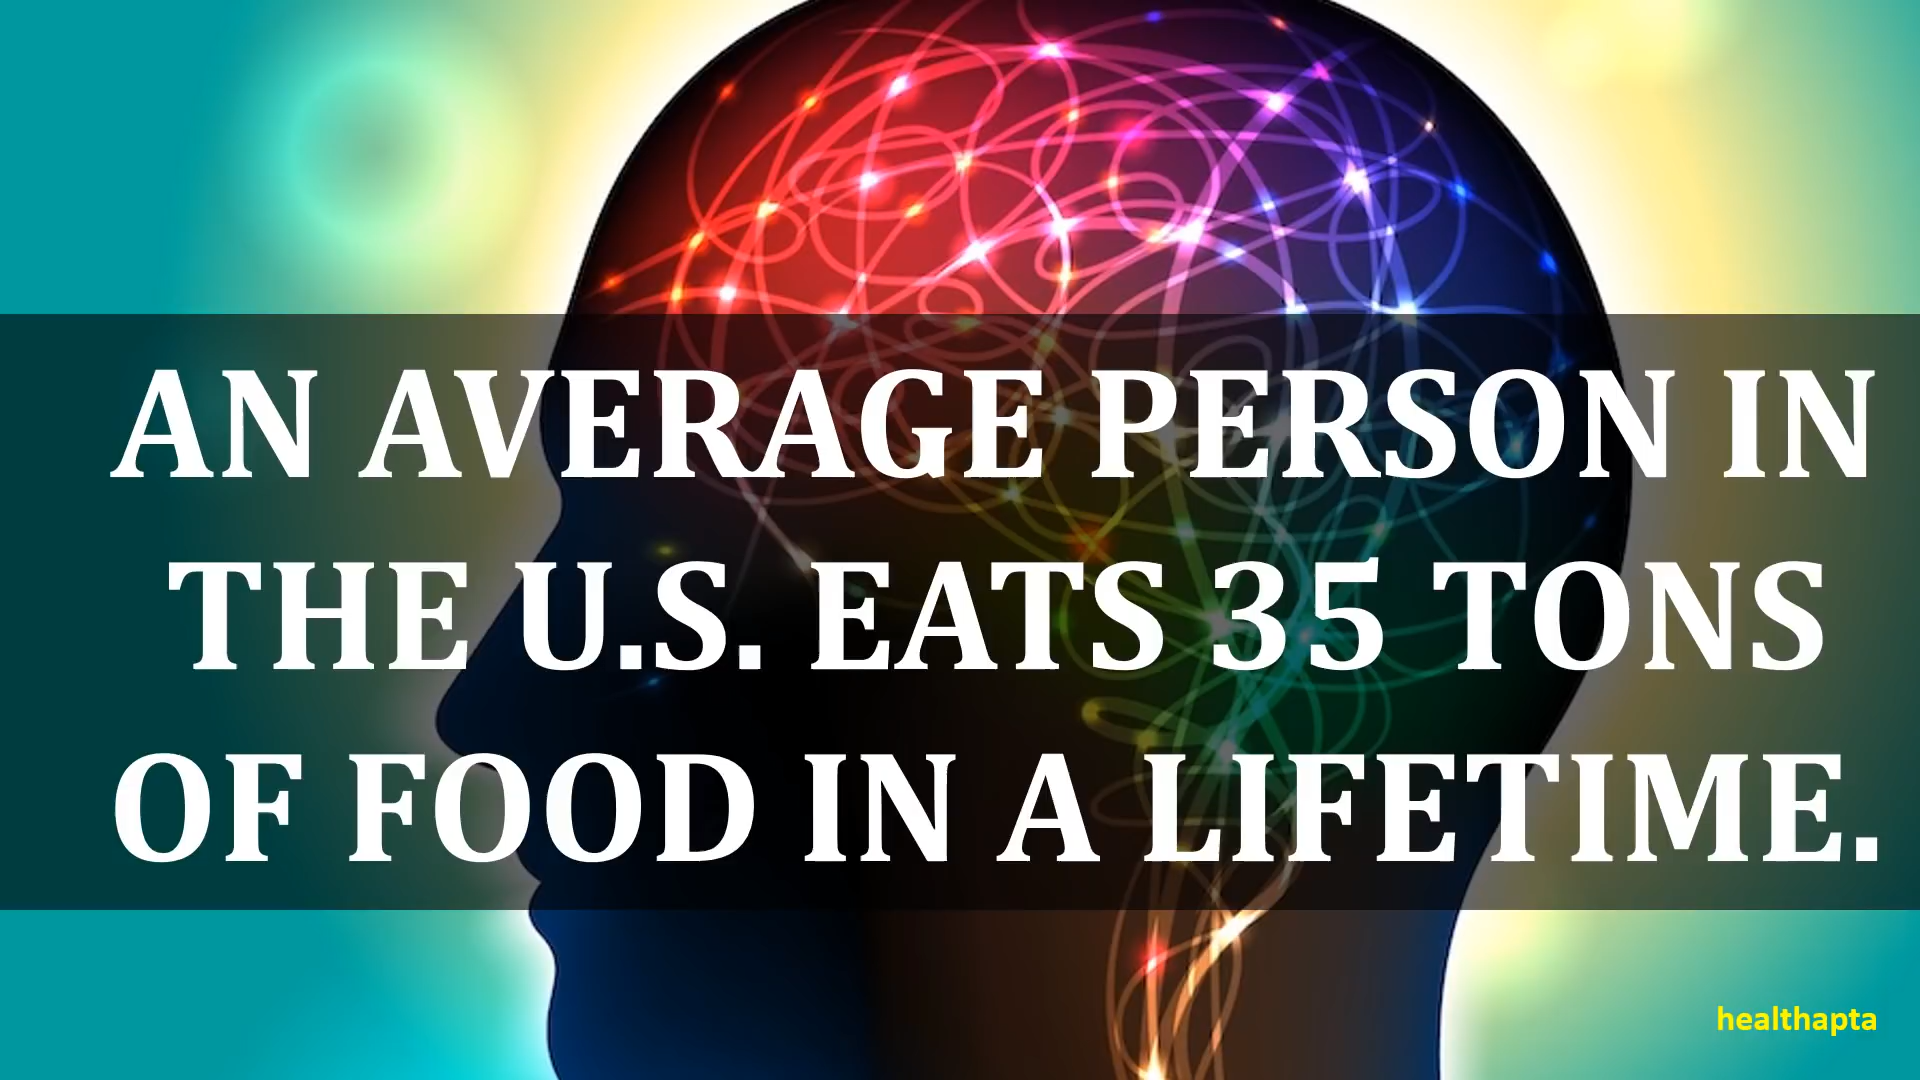 AN AVERAGE PERSON IN
THE U.S. EATS 35 TONS
OF FOOD IN A LIFETIME.
healthapta